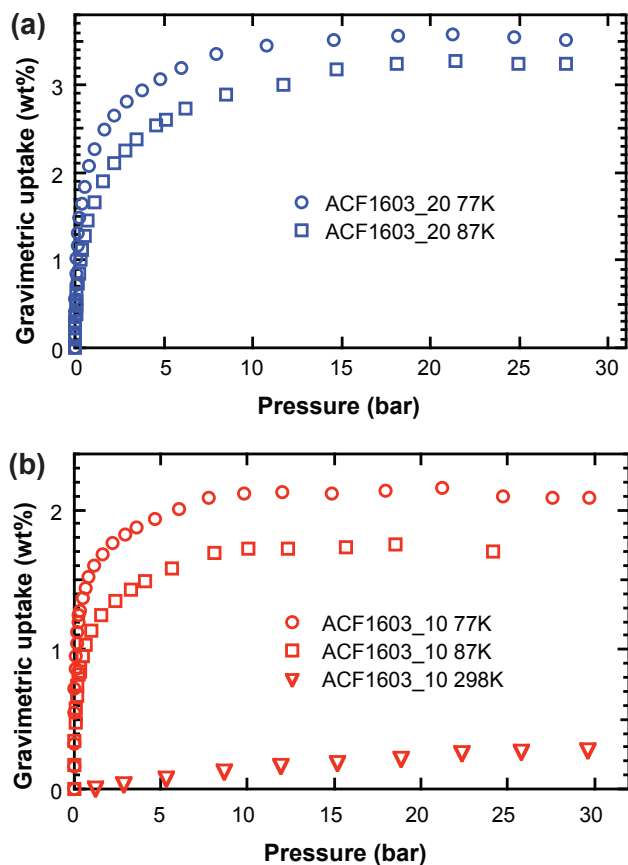 (a)
Gravimetric uptake (wt%)
3
2
1
0
ACF1603_20 77K
ACF1603_20 87K
0 5 10 15 20 25 30
Pressure (bar)
(b)
Gravimetric uptake (wt%)
2
1
0
ACF1603_10 77K
ACF1603_10 87K
ACF1603_10 298K
0 5 10 15 20 25 30
Pressure (bar)